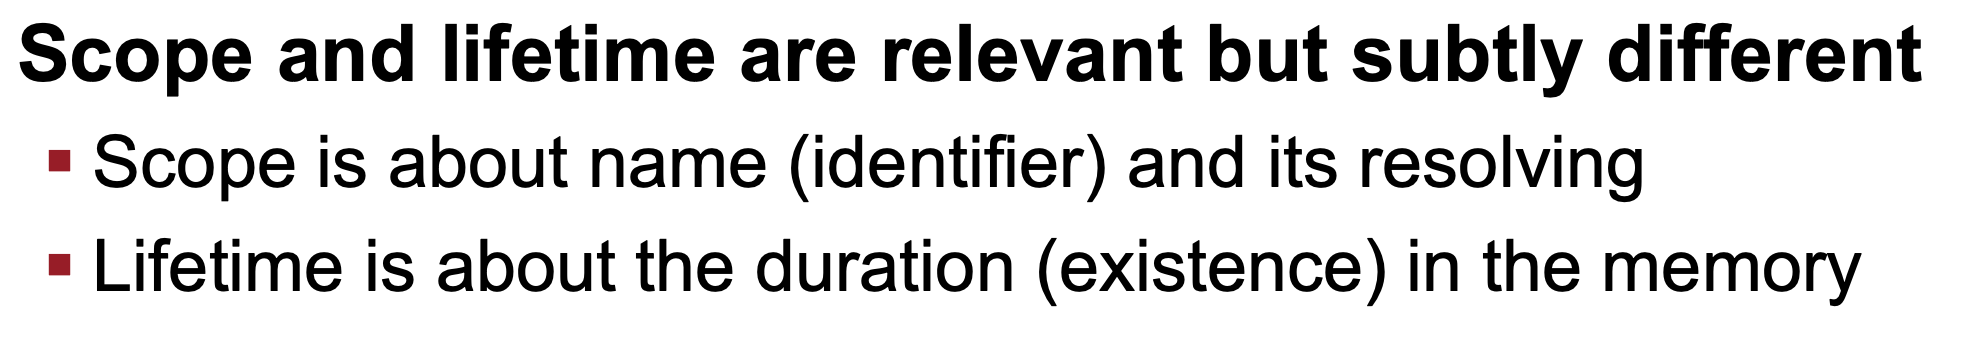 Scope and lifetime are relevant but subtly different
▪ Scope is about name (identifier) and its resolving
▪ Lifetime is about the duration (existence) in the memory